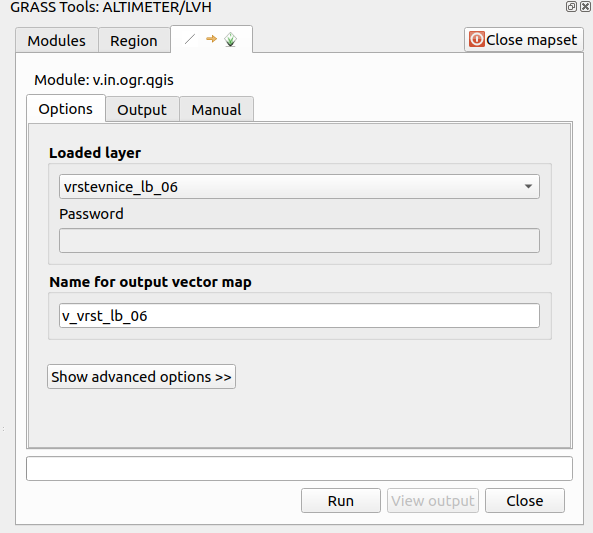 GRASS Tools: ALTIMETER/LVH
Modules
Region
Close mapset
Module: v.in.ogr.qgis
Options
Output
Manual
Loaded layer
vrstevnice_lb_06
Password
Name for output vector map
v_vrst_lb_06
Show advanced options >>
Run
View output
Close